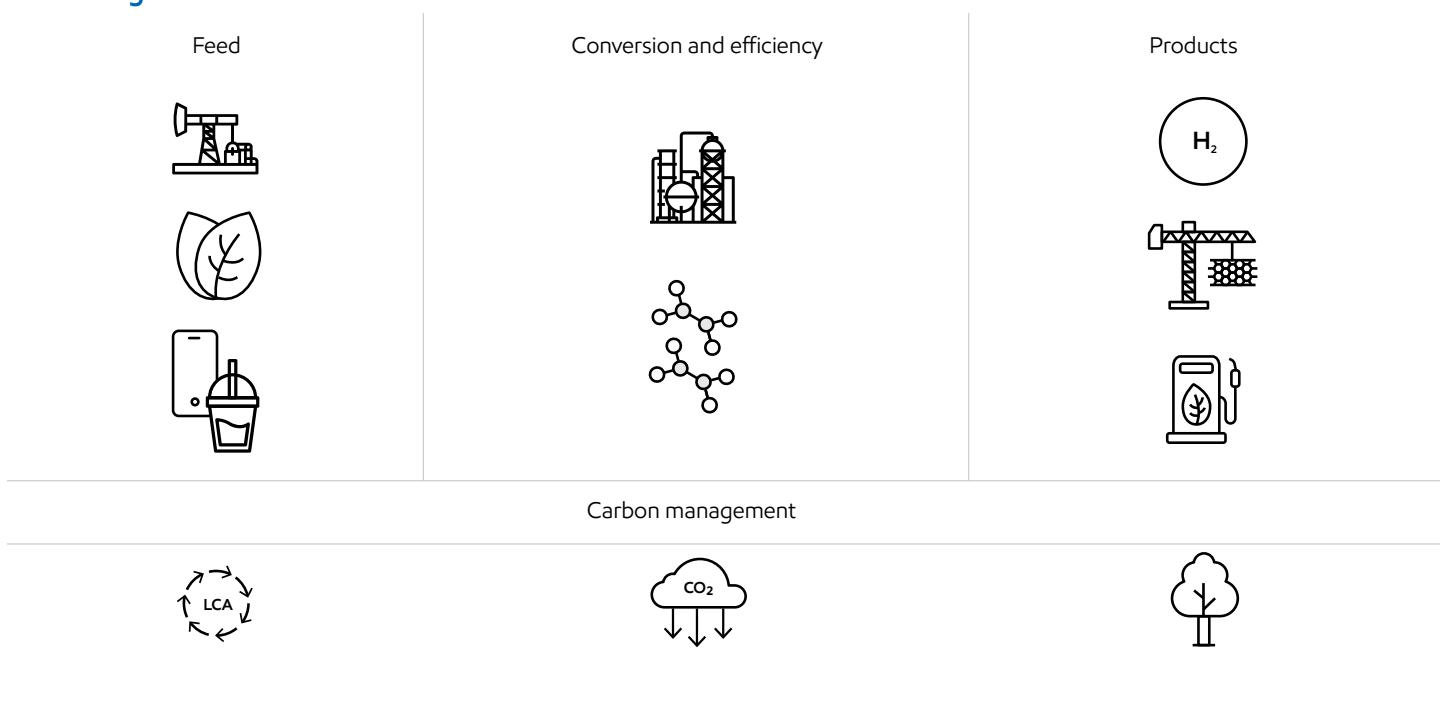 Feed
Conversion and efficiency
Products
H₂
Carbon management
LCA
CO₂